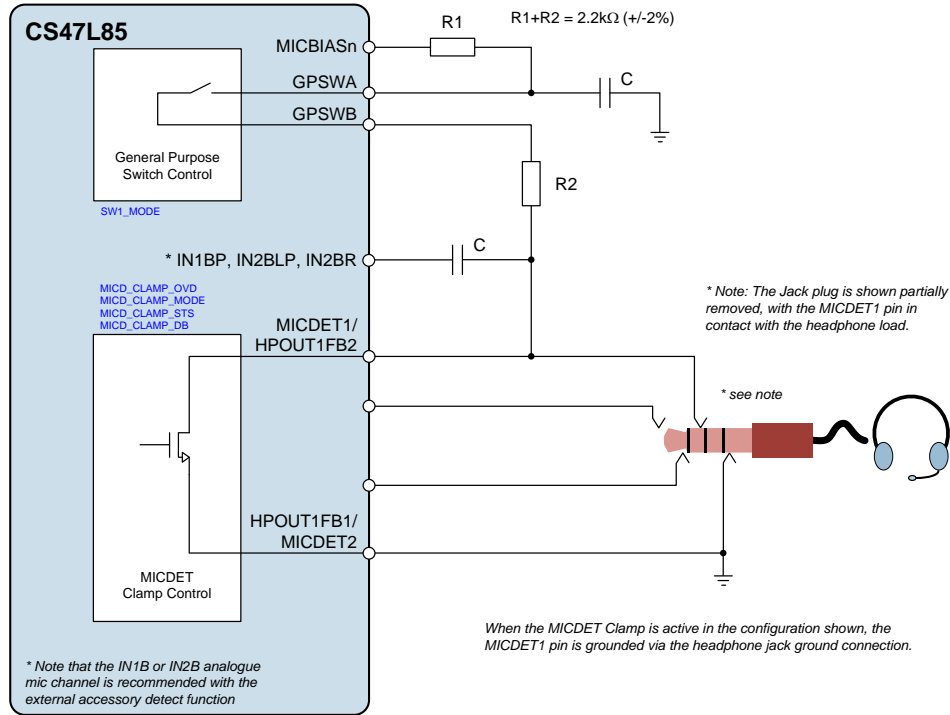 CS47L85
R1
R1+R2 = 2.2kΩ (+/-2%)
MICBIASn
GPSWA
C
GPSWB
General Purpose
Switch Control
R2
SW1_MODE
C
* IN1BP, IN2BLP, IN2BR
MICD_CLAMP_OVD
MICD_CLAMP_MODE
MICD_CLAMP_STS
MICD_CLAMP_DB
* Note: The Jack plug is shown partially
removed, with the MICDET1 pin in
contact with the headphone load.
MICDET1/
HPOUT1FB2
* see note
HPOUT1FB1/
MICDET2
MICDET
Clamp Control
When the MICDET Clamp is active in the configuration shown, the
MICDET1 pin is grounded via the headphone jack ground connection.
* Note that the IN1B or IN2B analogue
mic channel is recommended with the
external accessory detect function